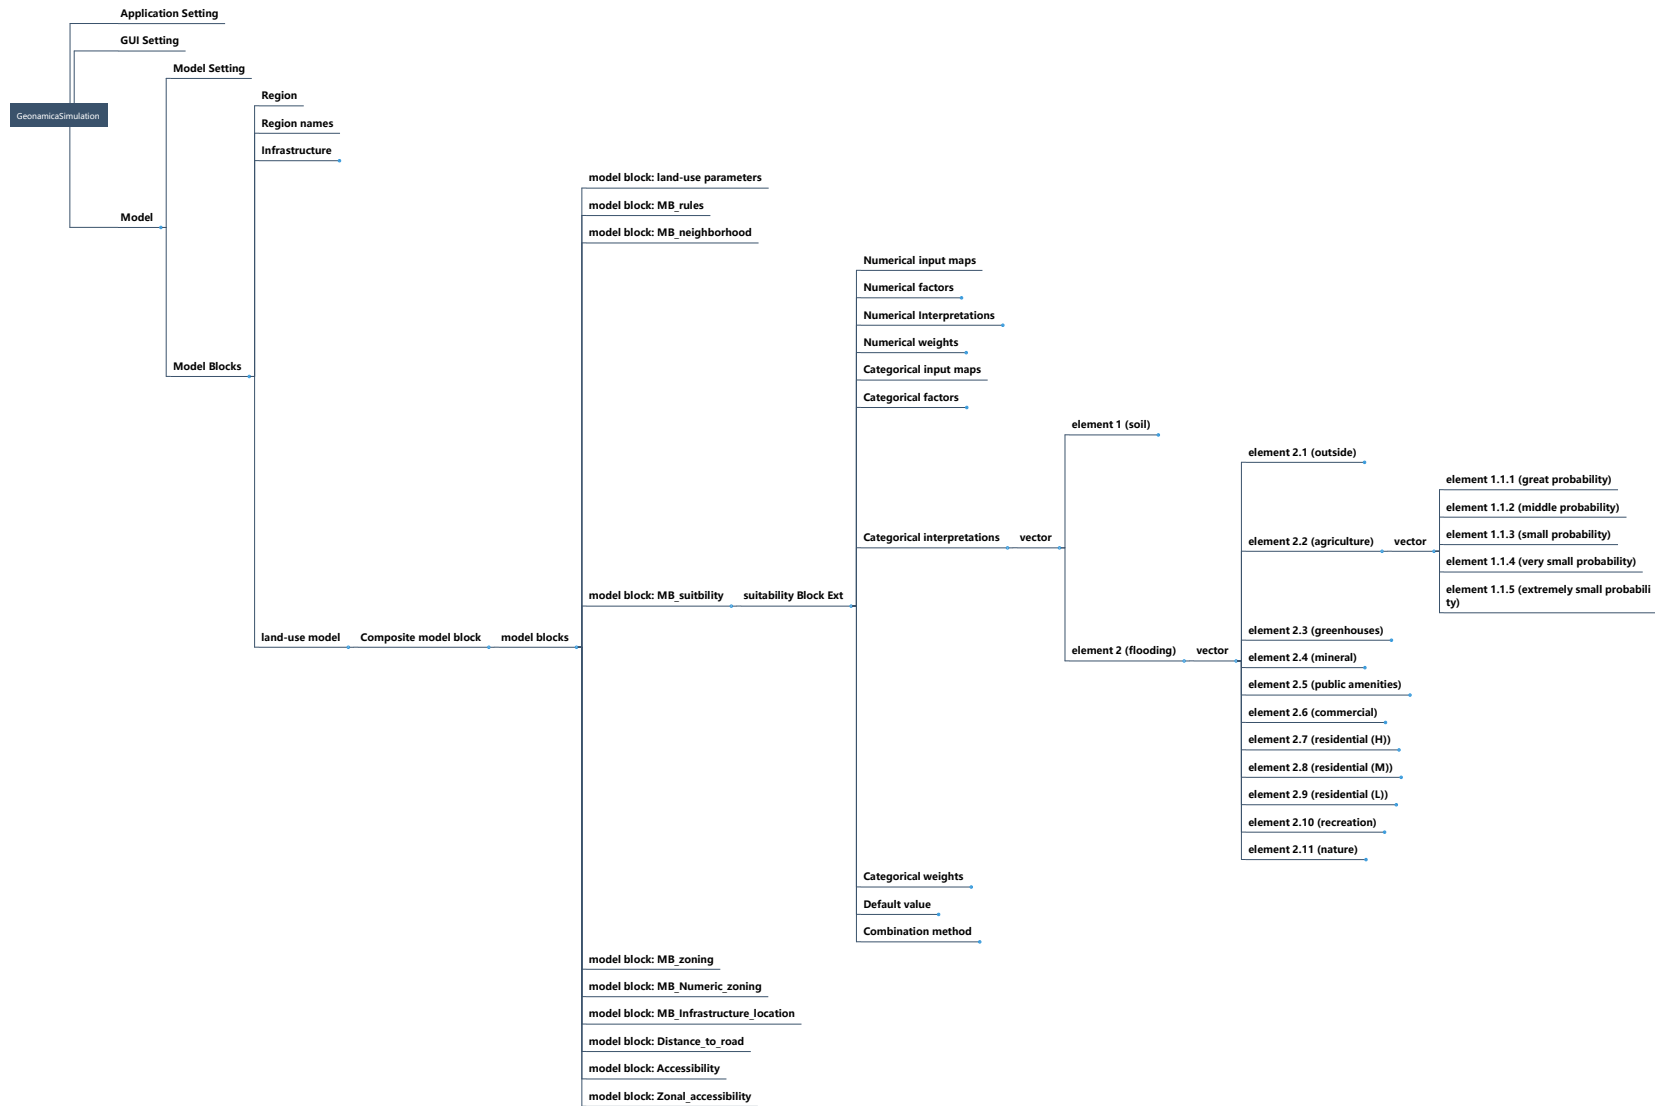 Application Setting
GUI Setting
Model Setting
Region
GeonamicaSimulation
Region names
Infrastructure
model block: land-use parameters
model block: MB_rules
Model
model block: MB_neighborhood
Numerical input maps
Numerical factors
Numerical Interpretations
Numerical weights
Model Blocks
Categorical input maps
Categorical factors
element 1 (soil)
element 2.1 (outside)
element 1.1.1 (great probability)
element 1.1.2 (middle probability)
element 1.1.3 (small probability)
Categorical interpretations
vector
element 2.2 (agriculture)
vector
element 1.1.4 (very small probability)
element 1.1.5 (extremely small probabili
ty)
model block: MB_suitbility
suitability Block Ext
element 2.3 (greenhouses)
land-use model
Composite model block
model blocks
element 2 (flooding)
vector
element 2.4 (mineral)
element 2.5 (public amenities)
element 2.6 (commercial)
element 2.7 (residential (H))
element 2.8 (residential (M))
element 2.9 (residential (L))
element 2.10 (recreation)
element 2.11 (nature)
Categorical weights
Default value
Combination method
model block: MB_zoning
model block: MB_Numeric_zoning
model block: MB_Infrastructure_location
model block: Distance_to_road
model block: Accessibility
model block: Zonal_accessibility